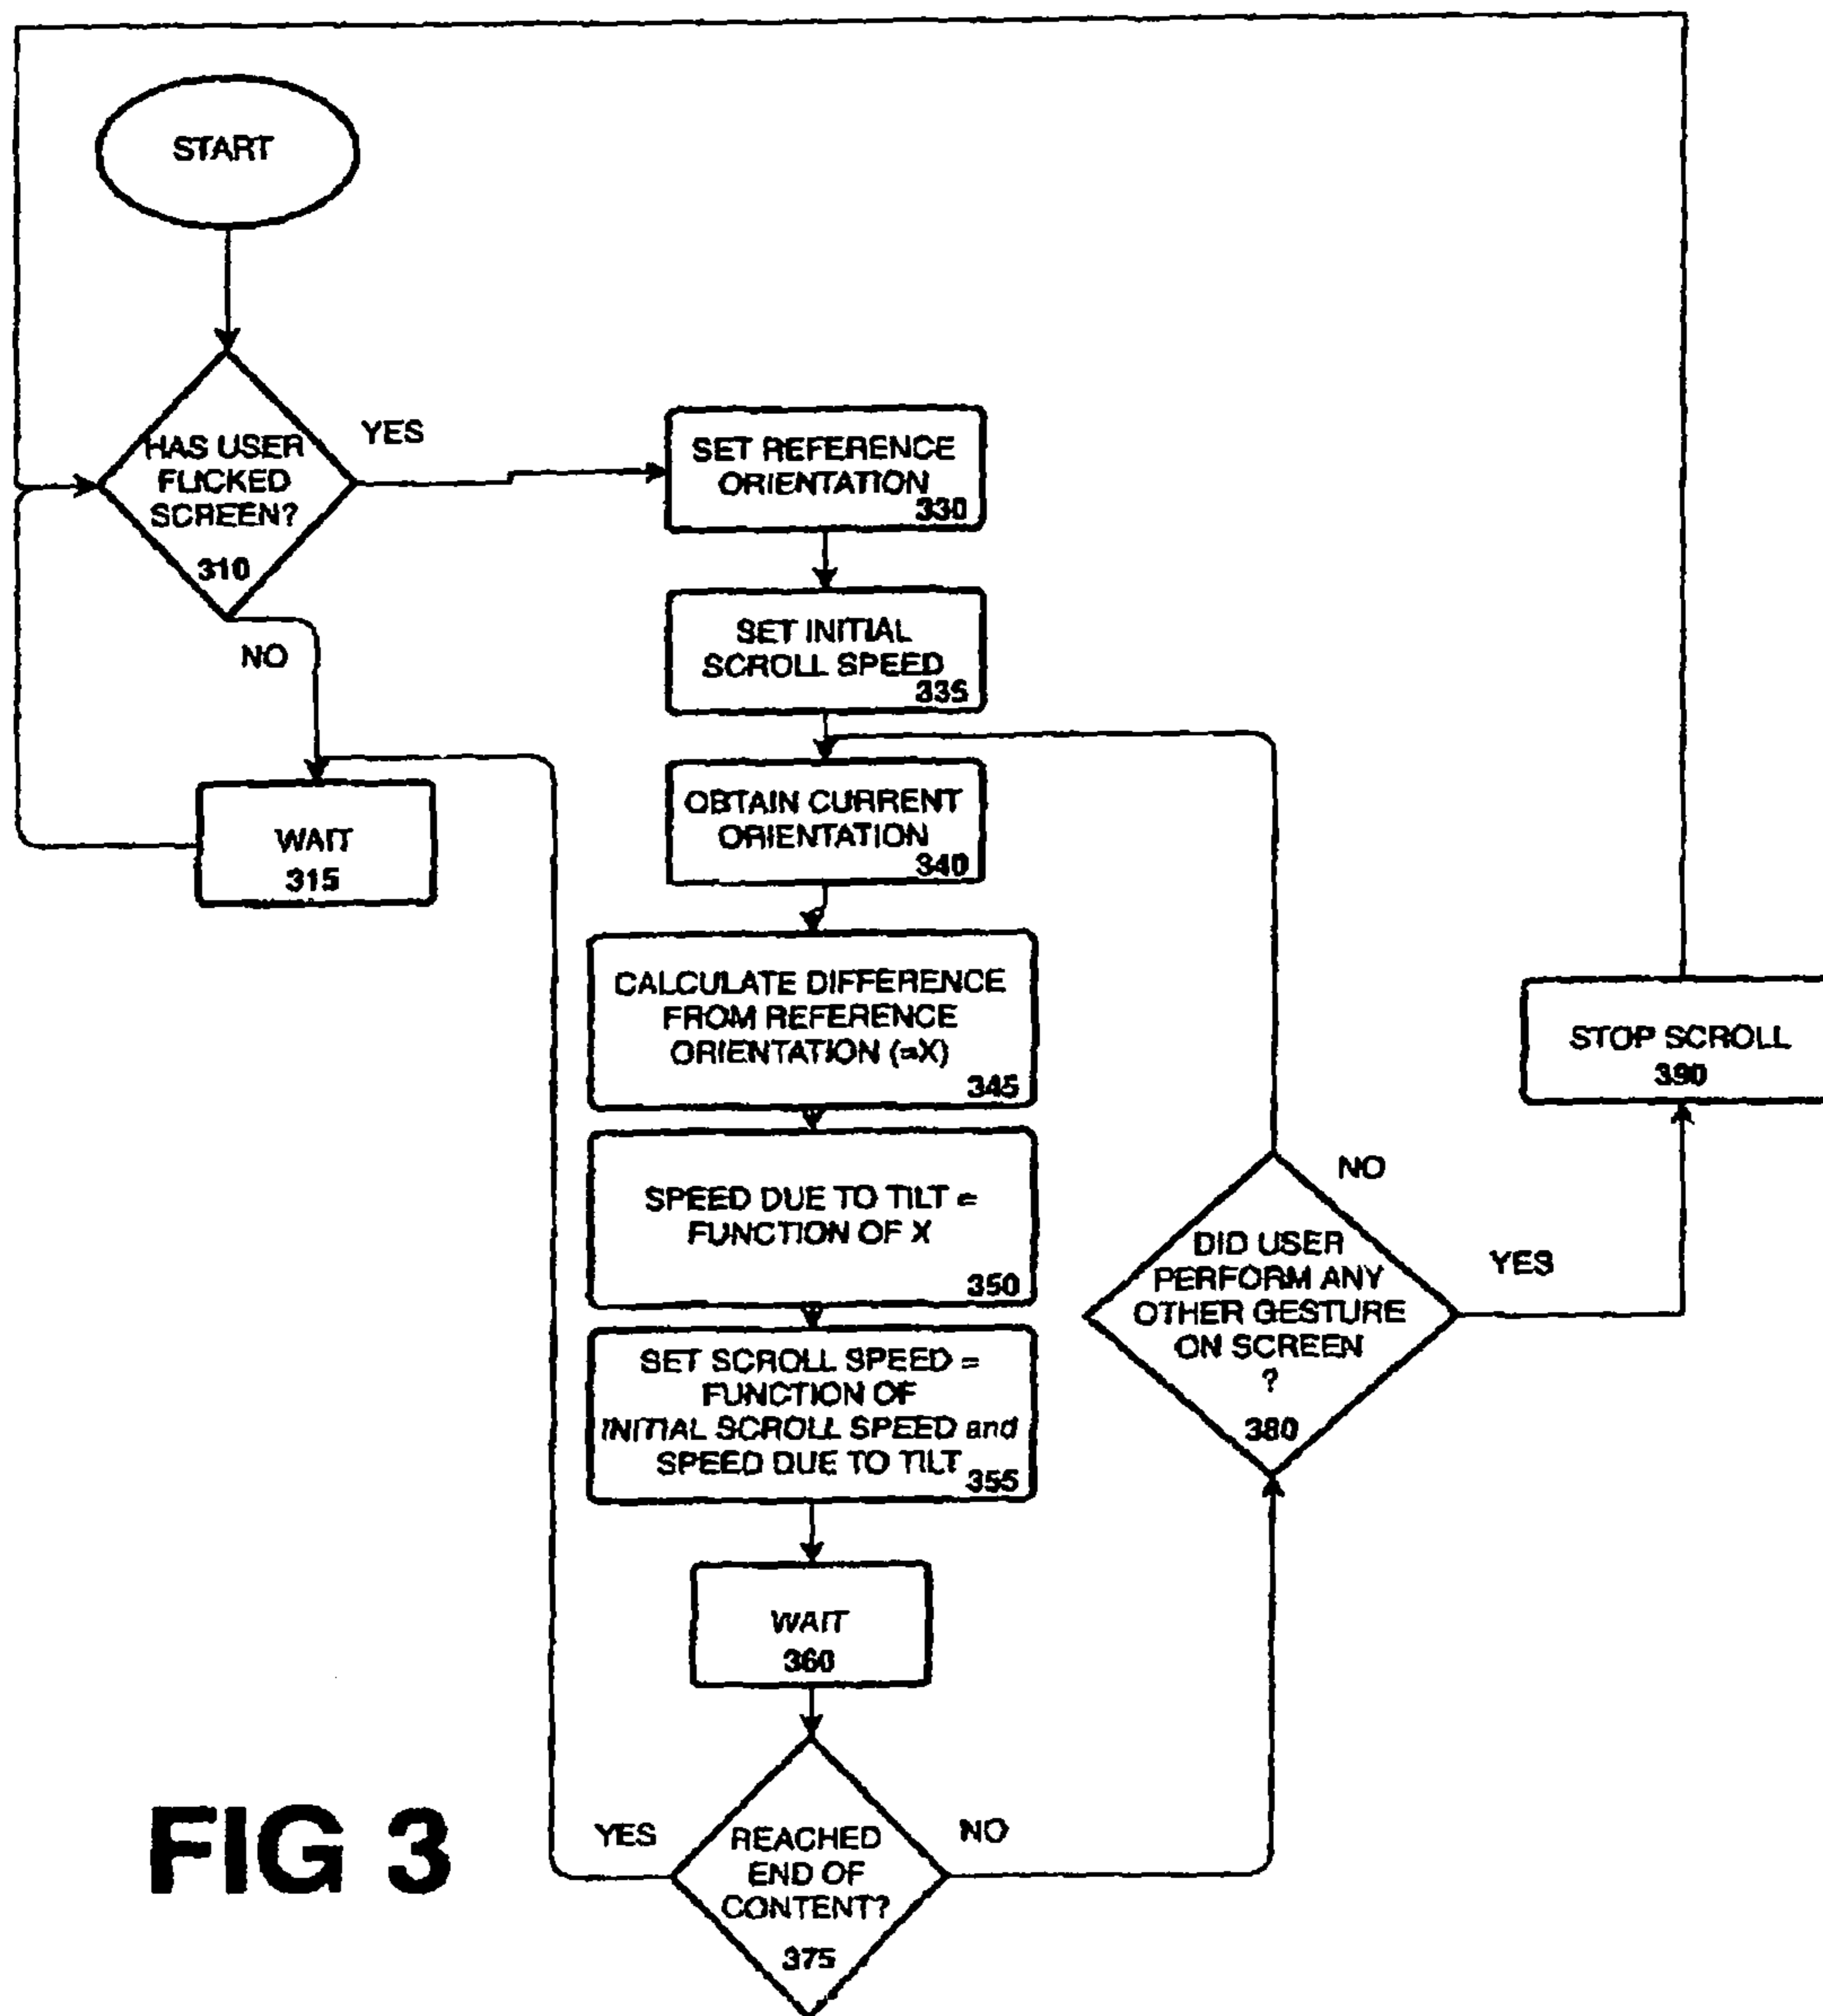 START
HAS USER
FLICKED
SCREEN?
310
YES
NO
WAIT
315
SET REFERENCE
ORIENTATION
330
SET INITIAL
SCROLL SPEED
335
OBTAIN CURRENT
ORIENTATION
340
CALCULATE DIFFERENCE
FROM REFERENCE
ORIENTATION (=X)
345
SPEED DUE TO TILT =
FUNCTION OF X
350
SET SCROLL SPEED =
FUNCTION OF
INITIAL SCROLL SPEED and
SPEED DUE TO TILT
355
WAIT
360
REACHED
END OF
CONTENT?
375
YES
NO
DID USER
PERFORM ANY
OTHER GESTURE
ON SCREEN
?
380
NO
YES
STOP SCROLL
390
FIG 3